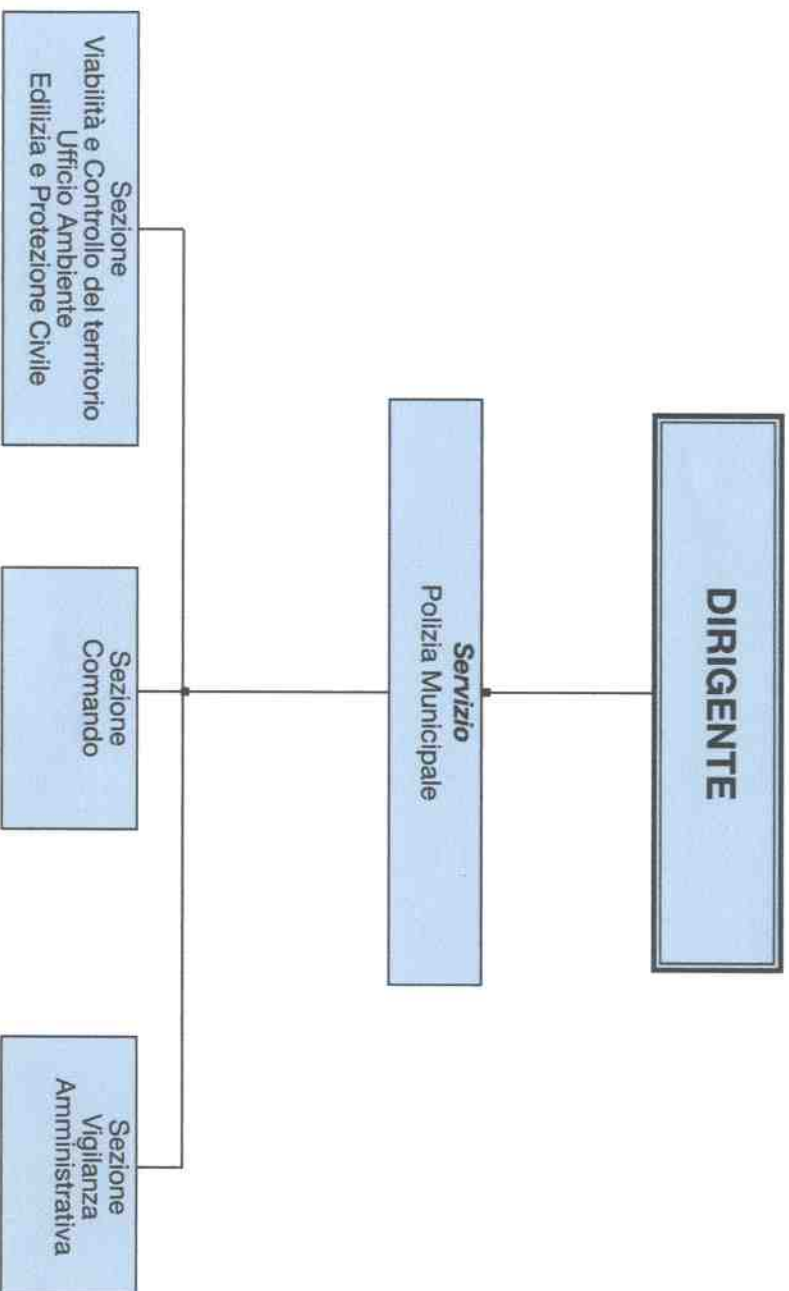 DIRIGENTE
Servizio
Polizia Municipale
Sezione
Viabilità e Controllo del territorio
Ufficio Ambiente
Edilizia e Protezione Civile
Sezione
Comando
Sezione
Vigilanza
Amministrativa